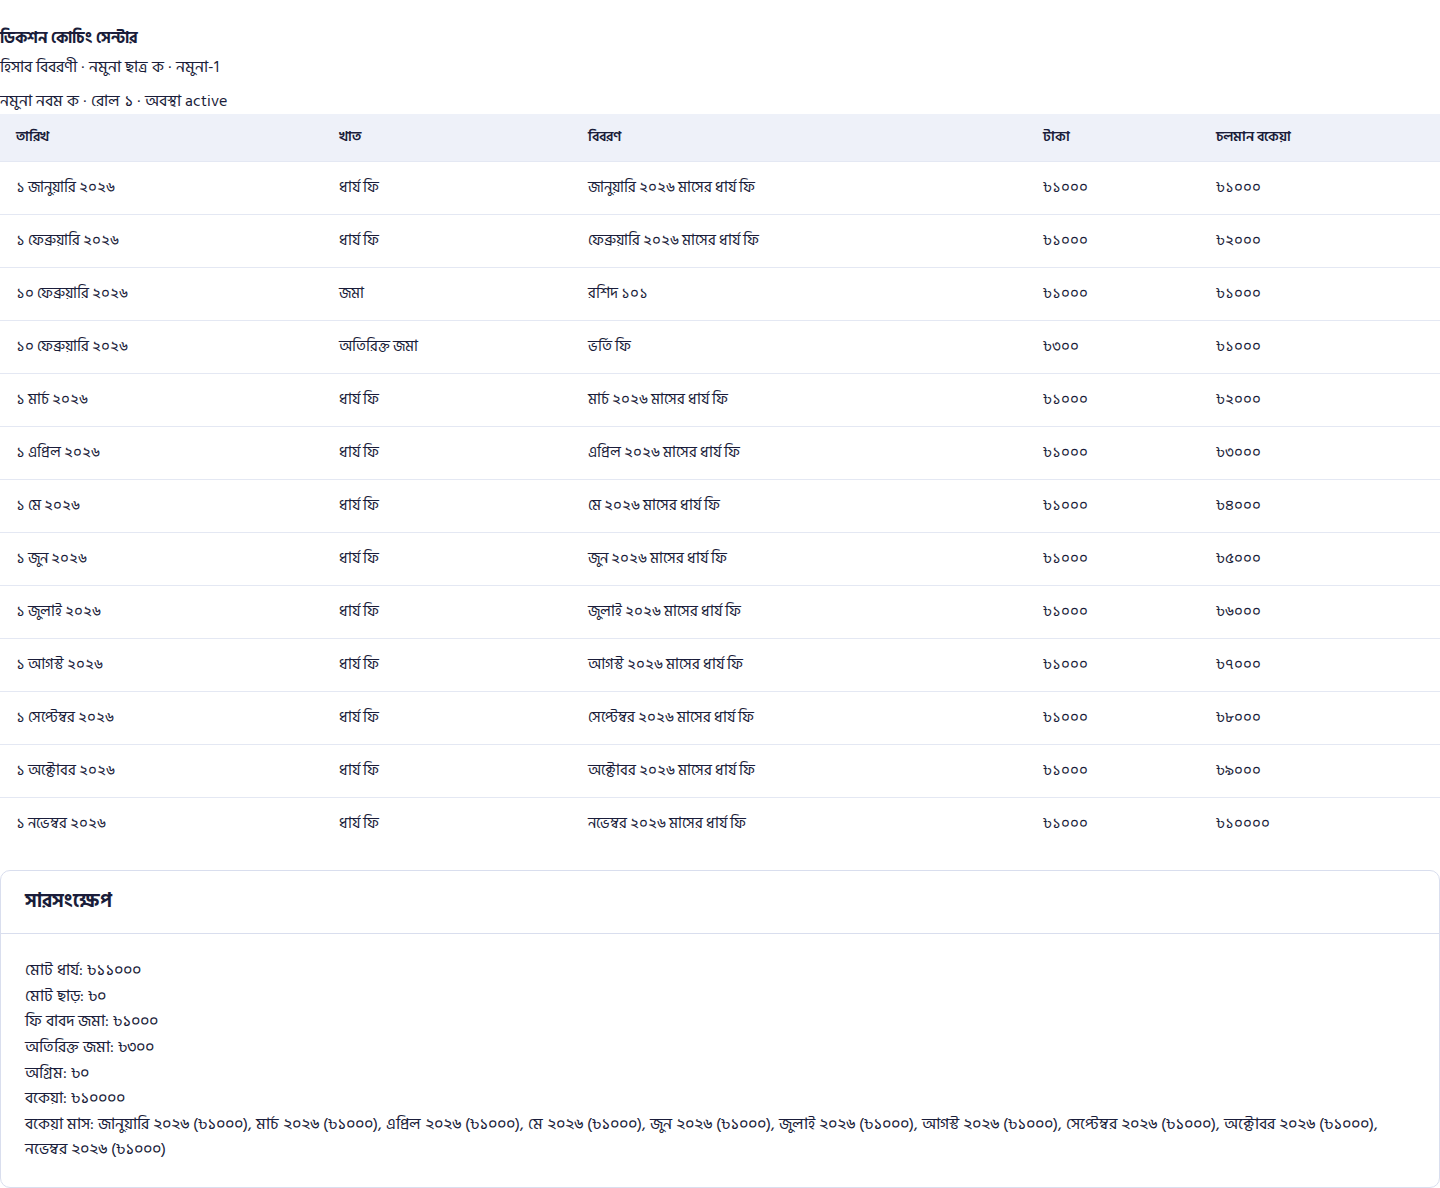 ডিকশন কোচিং সেন্টার
হিসাব বিবরণী · নমুনা ছাত্র ক · নমুনা-1
নমুনা নবম ক · রোল ১ · অবস্থা active
তারিখ খাত বিবরণ টাকা চলমান বকেয়া
১ জানুয়ারি ২০২৬ ধার্য ফি জানুয়ারি ২০২৬ মাসের ধার্য ফি ৳১০০০ ৳১০০০
১ ফেব্রুয়ারি ২০২৬ ধার্য ফি ফেব্রুয়ারি ২০২৬ মাসের ধার্য ফি ৳১০০০ ৳২০০০
১০ ফেব্রুয়ারি ২০২৬ জমা রশিদ ১০১ ৳১০০০ ৳১০০০
১০ ফেব্রুয়ারি ২০২৬ অতিরিক্ত জমা ভর্তি ফি ৳৩০০ ৳১০০০
১ মার্চ ২০২৬ ধার্য ফি মার্চ ২০২৬ মাসের ধার্য ফি ৳১০০০ ৳২০০০
১ এপ্রিল ২০২৬ ধার্য ফি এপ্রিল ২০২৬ মাসের ধার্য ফি ৳১০০০ ৳৩০০০
১ মে ২০২৬ ধার্য ফি মে ২০২৬ মাসের ধার্য ফি ৳১০০০ ৳৪০০০
১ জুন ২০২৬ ধার্য ফি জুন ২০২৬ মাসের ধার্য ফি ৳১০০০ ৳৫০০০
১ জুলাই ২০২৬ ধার্য ফি জুলাই ২০২৬ মাসের ধার্য ফি ৳১০০০ ৳৬০০০
১ আগস্ট ২০২৬ ধার্য ফি আগস্ট ২০২৬ মাসের ধার্য ফি ৳১০০০ ৳৭০০০
১ সেপ্টেম্বর ২০২৬ ধার্য ফি সেপ্টেম্বর ২০২৬ মাসের ধার্য ফি ৳১০০০ ৳৮০০০
১ অক্টোবর ২০২৬ ধার্য ফি অক্টোবর ২০২৬ মাসের ধার্য ফি ৳১০০০ ৳৯০০০
১ নভেম্বর ২০২৬ ধার্য ফি নভেম্বর ২০২৬ মাসের ধার্য ফি ৳১০০০ ৳১০০০০
সারসংক্ষেপ
মোট ধার্য: ৳১১০০০
মোট ছাড়: ৳০
ফি বাবদ জমা: ৳১০০০
অতিরিক্ত জমা: ৳৩০০
অগ্রিম: ৳০
বকেয়া: ৳১০০০০
বকেয়া মাস: জানুয়ারি ২০২৬ (৳১০০০), মার্চ ২০২৬ (৳১০০০), এপ্রিল ২০২৬ (৳১০০০), মে ২০২৬ (৳১০০০), জুন ২০২৬ (৳১০০০), জুলাই ২০২৬ (৳১০০০), আগস্ট ২০২৬ (৳১০০০), সেপ্টেম্বর ২০২৬ (৳১০০০), অক্টোবর ২০২৬ (৳১০০০),
নভেম্বর ২০২৬ (৳১০০০)